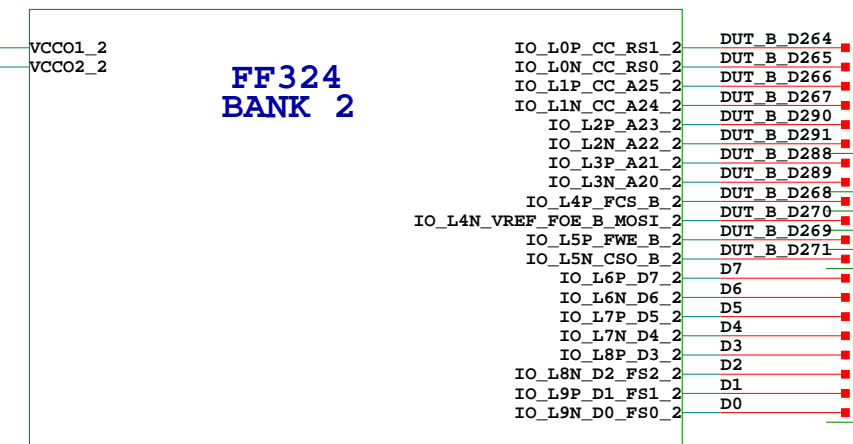 VCCO1_2
VCCO2_2
FF324
BANK 2
IO_L0P_CC_RS1_2 DUT_B_D264
IO_L0N_CC_RS0_2 DUT_B_D265
IO_L1P_CC_A25_2 DUT_B_D266
IO_L1N_CC_A24_2 DUT_B_D267
IO_L2P_A23_2 DUT_B_D290
IO_L2N_A22_2 DUT_B_D291
IO_L3P_A21_2 DUT_B_D288
IO_L3N_A20_2 DUT_B_D289
IO_L4P_FCS_B_2 DUT_B_D268
IO_L4N_VREF_FOE_B_MOSI_2 DUT_B_D270
IO_L5P_FWE_B_2 DUT_B_D269
IO_L5N_CSO_B_2 DUT_B_D271
IO_L6P_D7_2 D7
IO_L6N_D6_2 D6
IO_L7P_D5_2 D5
IO_L7N_D4_2 D4
IO_L8P_D3_2 D3
IO_L8N_D2_FS2_2 D2
IO_L9P_D1_FS1_2 D1
IO_L9N_D0_FS0_2 D0